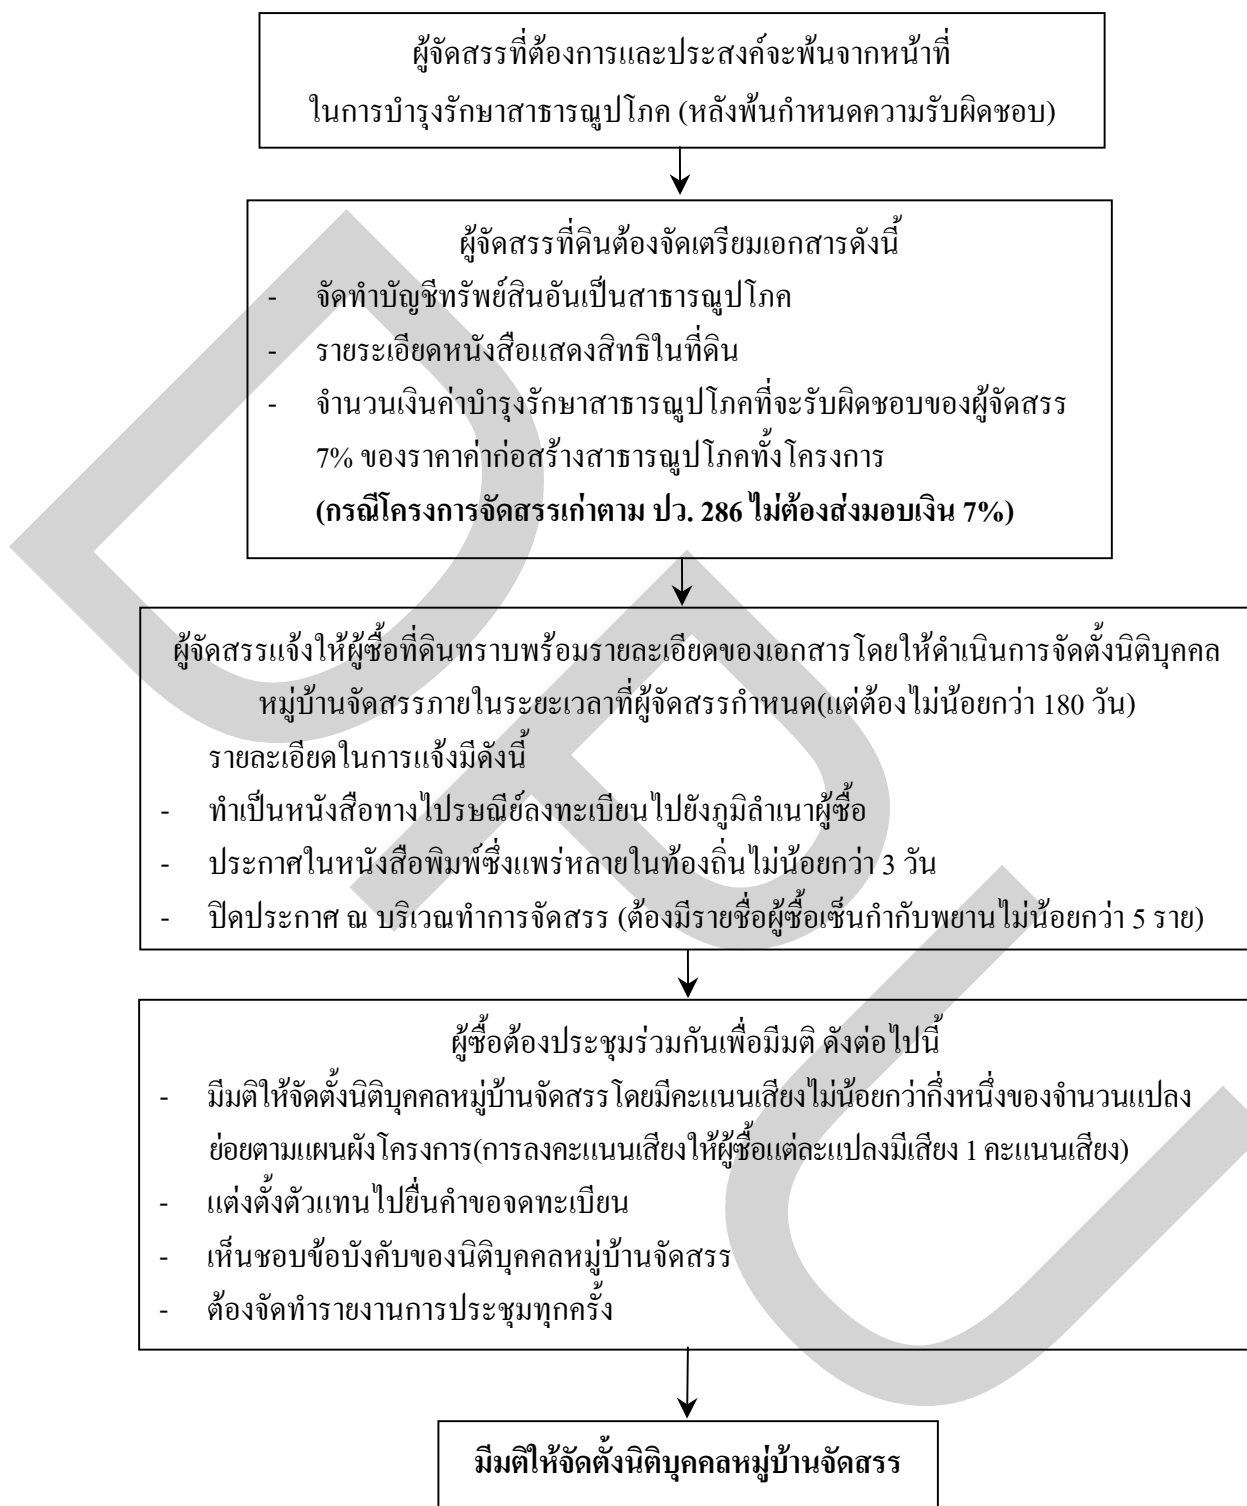 ผู้จัดสรรที่ต้องการและประสงค์จะพ้นจากหน้าที่
ในการบำรุงรักษาสาธารณูปโภค (หลังพ้นกำหนดความรับผิดชอบ)
ผู้จัดสรรที่ดินต้องจัดเตรียมเอกสารดังนี้
- จัดทำบัญชีทรัพย์สินอันเป็นสาธารณูปโภค
- รายระเอียดหนังสือแสดงสิทธิในที่ดิน
- จำนวนเงินค่าบำรุงรักษาสาธารณูปโภคที่จะรับผิดชอบของผู้จัดสรร
7% ของราคาค่าก่อสร้างสาธารณูปโภคทั้งโครงการ
(กรณีโครงการจัดสรรเก่าตาม ปว. 286 ไม่ต้องส่งมอบเงิน 7%)
ผู้จัดสรรแจ้งให้ผู้ซื้อที่ดินทราบพร้อมรายละเอียดของเอกสารโดยให้ดำเนินการจัดตั้งนิติบุคคล
หมู่บ้านจัดสรรภายในระยะเวลาที่ผู้จัดสรรกำหนด(แต่ต้องไม่น้อยกว่า 180 วัน)
รายละเอียดในการแจ้งมีดังนี้
- ทำเป็นหนังสือทางไปรษณีย์ลงทะเบียนไปยังภูมิลำเนาผู้ซื้อ
- ประกาศในหนังสือพิมพ์ซึ่งแพร่หลายในท้องถิ่นไม่น้อยกว่า 3 วัน
- ปิดประกาศ ณ บริเวณทำการจัดสรร (ต้องมีรายชื่อผู้ซื้อเซ็นกำกับพยานไม่น้อยกว่า 5 ราย)
ผู้ซื้อต้องประชุมร่วมกันเพื่อมีมติ ดังต่อไปนี้
- มีมติให้จัดตั้งนิติบุคคลหมู่บ้านจัดสรรโดยมีคะแนนเสียงไม่น้อยกว่ากึ่งหนึ่งของจำนวนแปลง
ย่อยตามแผนผังโครงการ(การลงคะแนนเสียงให้ผู้ซื้อแต่ละแปลงมีเสียง 1 คะแนนเสียง)
- แต่งตั้งตัวแทนไปยื่นคำขอจดทะเบียน
- เห็นชอบข้อบังคับของนิติบุคคลหมู่บ้านจัดสรร
- ต้องจัดทำรายงานการประชุมทุกครั้ง
มีมติให้จัดตั้งนิติบุคคลหมู่บ้านจัดสรร
DPU